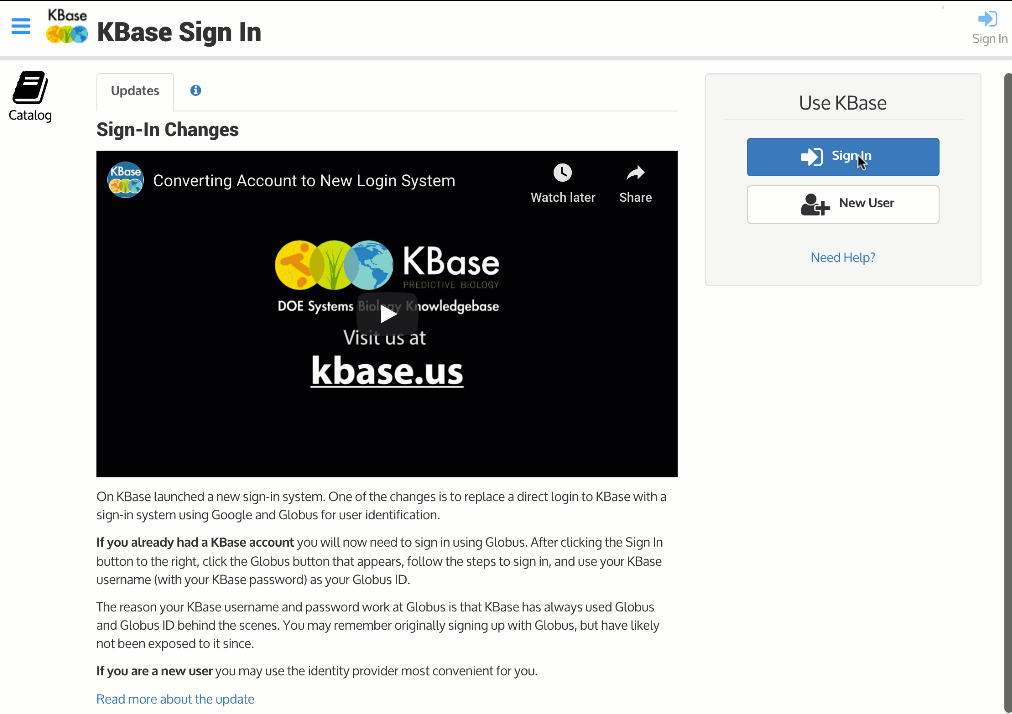 KBase
KBase Sign In
Sign In
Catalog
Updates
Sign-In Changes
KBase
Converting Account to New Login System
Watch later
Share
KBase
PREDICTIVE BIOLOGY
DOE Systems Biology Knowledgebase
Visit us at
kbase.us
Use KBase
Sign In
New User
Need Help?
On KBase launched a new sign-in system. One of the changes is to replace a direct login to KBase with a
sign-in system using Google and Globus for user identification.
If you already had a KBase account you will now need to sign in using Globus. After clicking the Sign In
button to the right, click the Globus button that appears, follow the steps to sign in, and use your KBase
username (with your KBase password) as your Globus ID.
The reason your KBase username and password work at Globus is that KBase has always used Globus
and Globus ID behind the scenes. You may remember originally signing up with Globus, but have likely
not been exposed to it since.
If you are a new user you may use the identity provider most convenient for you.
Read more about the update